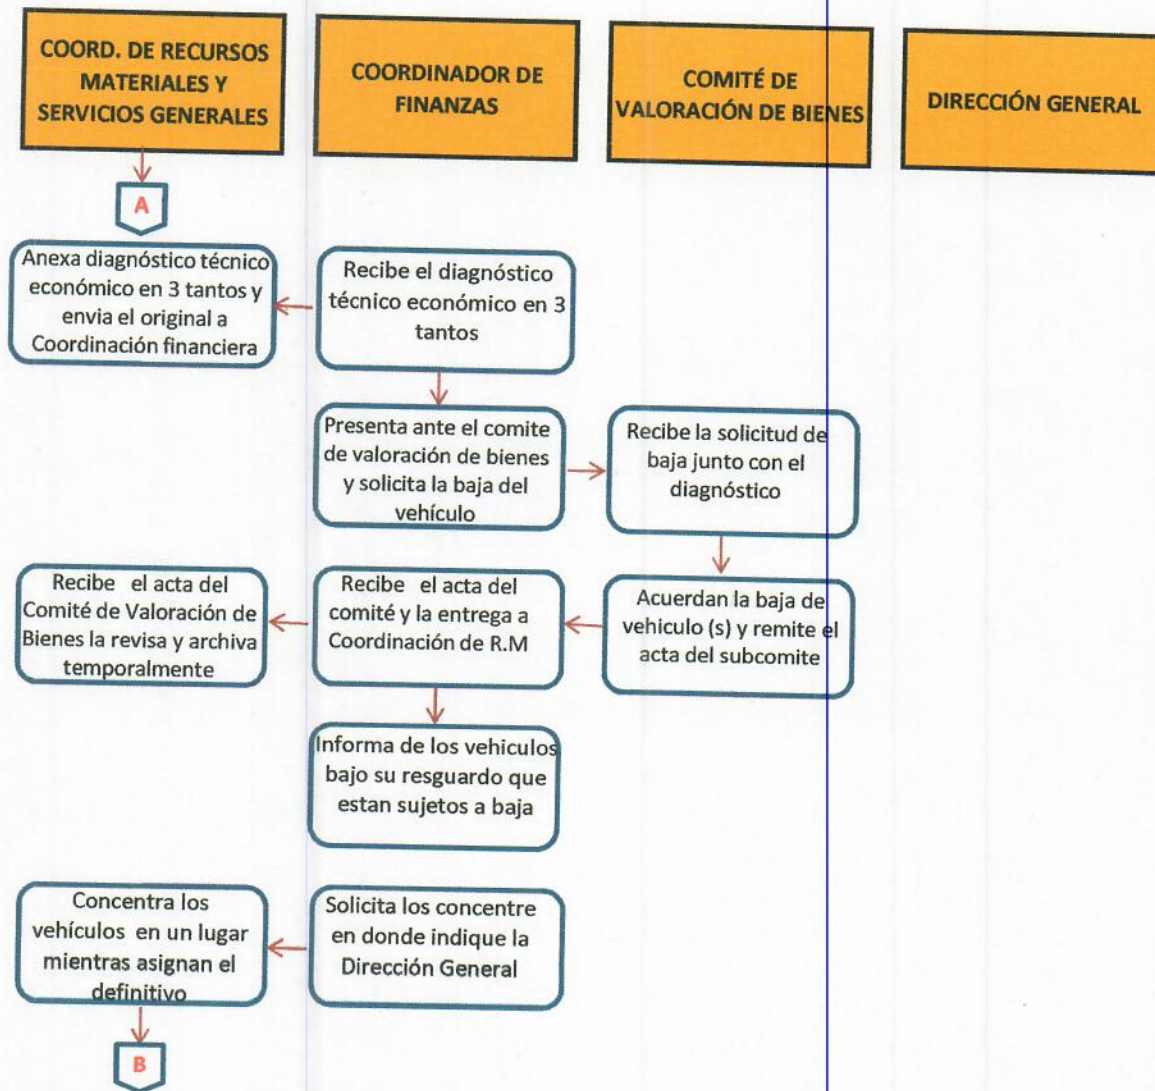 COORD. DE RECURSOS
MATERIALES Y
SERVICIOS GENERALES
COORDINADOR DE
FINANZAS
COMITÉ DE
VALORACIÓN DE BIENES
DIRECCIÓN GENERAL
A
Anexa diagnóstico técnico
económico en 3 tantos y
envia el original a
Coordinación financiera
Recibe el diagnóstico
técnico económico en 3
tantos
Presenta ante el comite
de valoración de bienes
y solicita la baja del
vehículo
Recibe la solicitud de
baja junto con el
diagnóstico
Recibe el acta del
Comité de Valoración de
Bienes la revisa y archiva
temporalmente
Recibe el acta del
comité y la entrega a
Coordinación de R.M
Acuerdan la baja de
vehiculo (s) y remite el
acta del subcomite
Informa de los vehiculos
bajo su resguardo que
estan sujetos a baja
Concentra los
vehículos en un lugar
mientras asignan el
definitivo
Solicita los concentre
en donde indique la
Dirección General
B